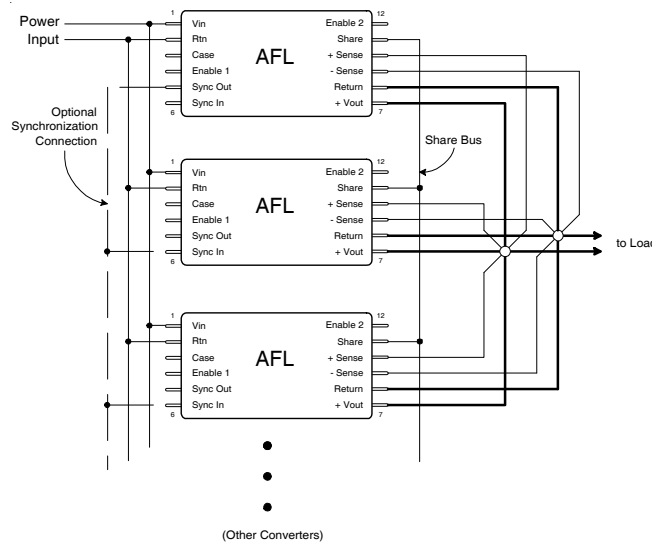 Power
Input
Optional
Synchronization
Connection
1
Vin
Rtn
Case
Enable 1
Sync Out
Sync In
6
AFL
12
Enable 2
Share
+ Sense
- Sense
Return
+ Vout
7
Share Bus
1
Vin
Rtn
Case
Enable 1
Sync Out
Sync In
6
AFL
12
Enable 2
Share
+ Sense
- Sense
Return
+ Vout
7
to Load
1
Vin
Rtn
Case
Enable 1
Sync Out
Sync In
6
AFL
12
Enable 2
Share
+ Sense
- Sense
Return
+ Vout
7
(Other Converters)